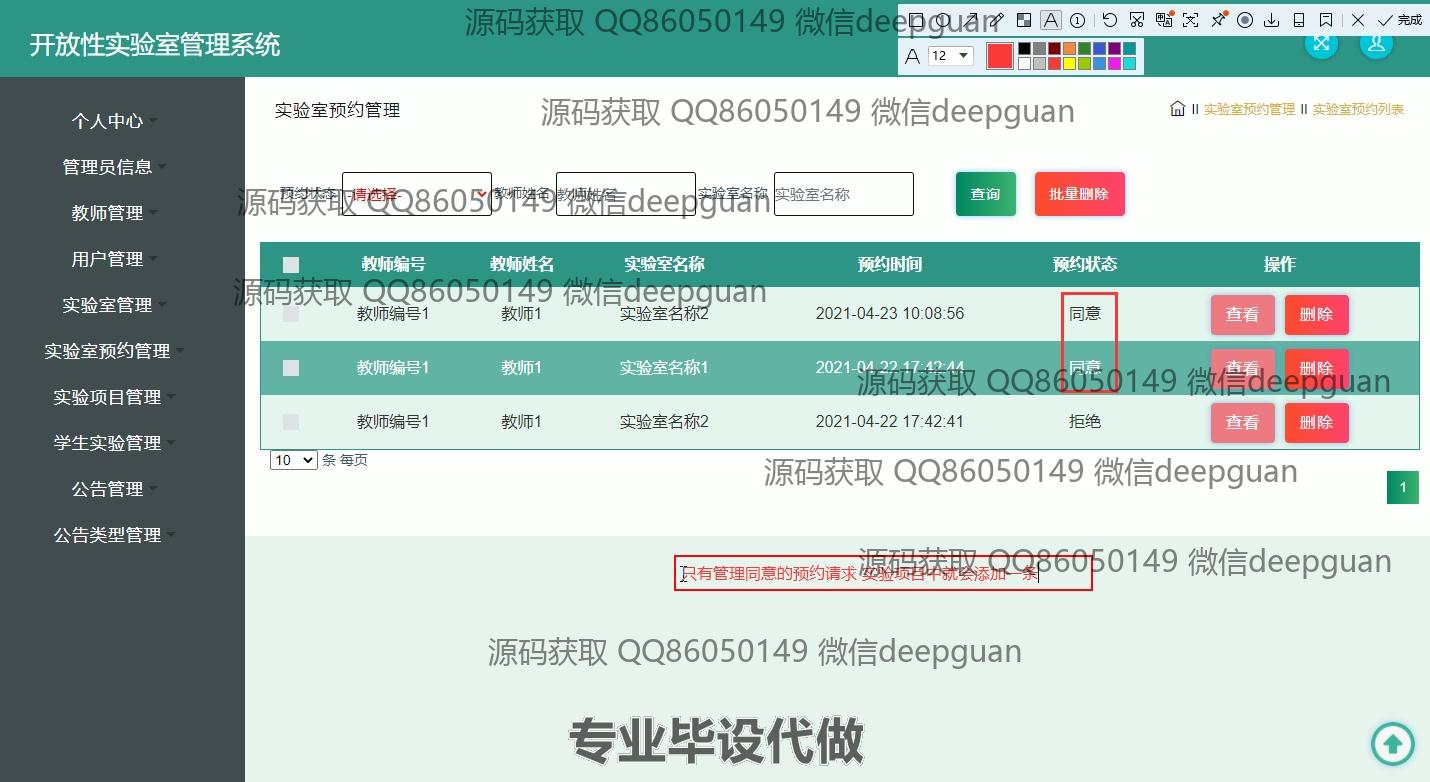 源码获取 QQ86050149 微信deepguan
完成
开放性实验室管理系统
A 12
实验室预约管理
源码获取 QQ86050149 微信deepguan
实验室预约管理 II 实验室预约列表
个人中心
管理员信息
教师管理
用户管理
实验室管理
实验室预约管理
实验项目管理
学生实验管理
公告管理
公告类型管理
预约状态 -请选择- 教师姓名 教师姓名 实验室名称 实验室名称 查询 批量删除
源码获取 QQ86050149 微信deepguan
教师编号 教师姓名 实验室名称 预约时间 预约状态 操作
源码获取 QQ86050149 微信deepguan
教师编号1 教师1 实验室名称2 2021-04-23 10:08:56 同意 查看 删除
教师编号1 教师1 实验室名称1 2021-04-22 17:42:44 同意 查看 删除
源码获取 QQ86050149 微信deepguan
教师编号1 教师1 实验室名称2 2021-04-22 17:42:41 拒绝 查看 删除
10 条 每页
源码获取 QQ86050149 微信deepguan
1
源码获取 QQ86050149 微信deepguan
只有管理同意的预约请求 实验项目中就会添加一条
源码获取 QQ86050149 微信deepguan
专业毕设代做